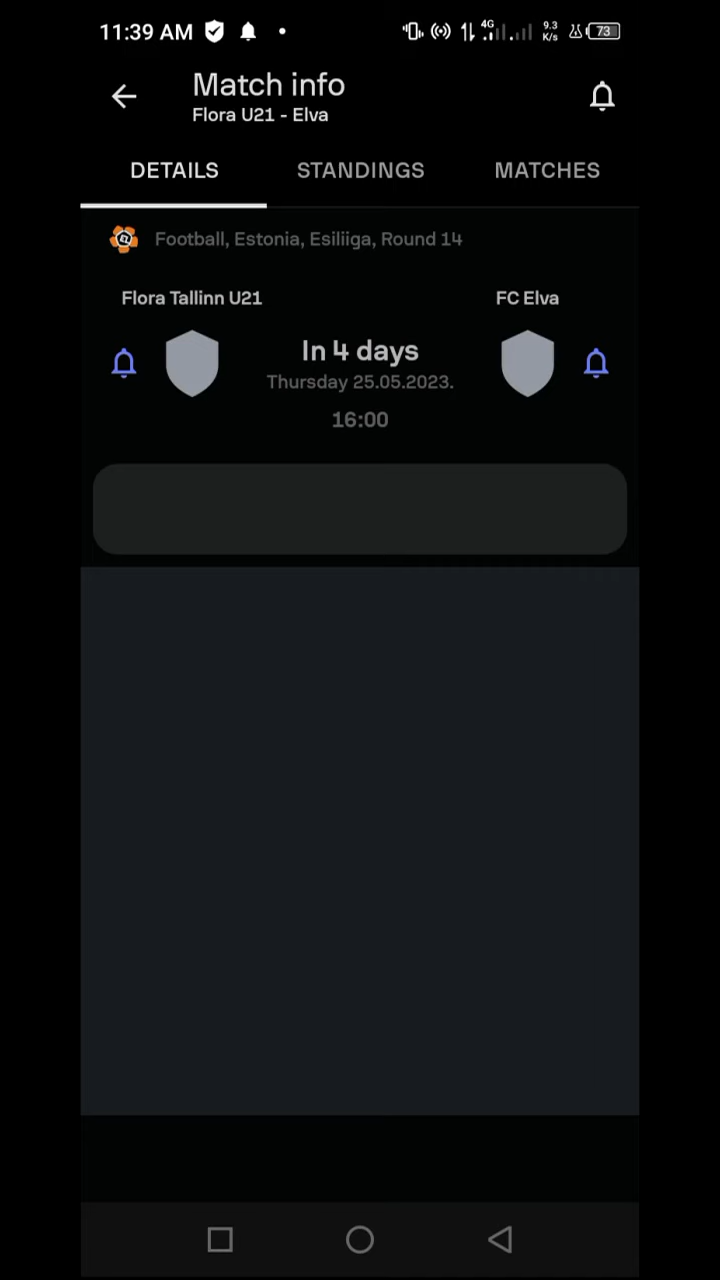 11:39 AM
4G
9.3
K/s
73
Match info
Flora U21 - Elva
DETAILS
STANDINGS
MATCHES
Football, Estonia, Esiliiga, Round 14
Flora Tallinn U21
FC Elva
In 4 days
Thursday 25.05.2023.
16:00